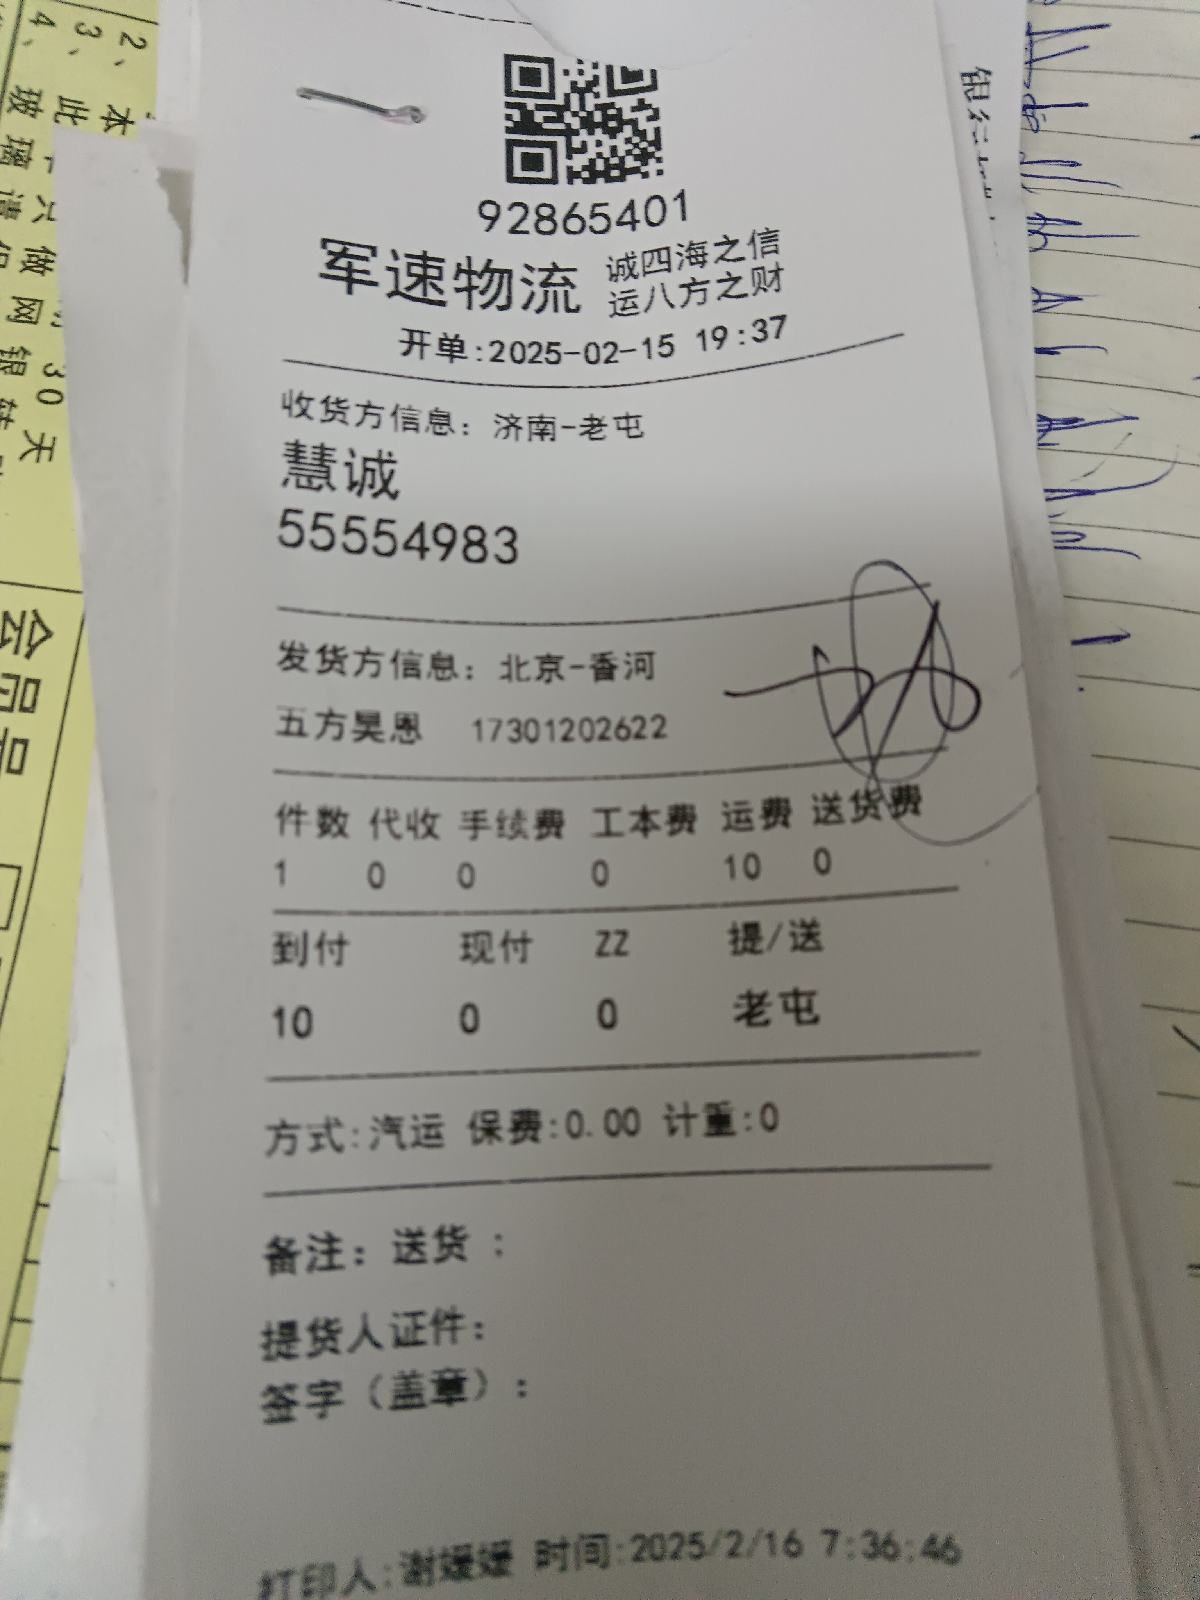 92865401
军速物流 诚四海之信
运八方之财
开单:2025-02-15 19:37
收货方信息：济南-老屯
慧诚
55554983
发货方信息：北京-香河
五方昊恩 17301202622
件数 代收 手续费 工本费 运费 送货费
1 0 0 0 10 0
到付 现付 ZZ 提/送
10 0 0 老屯
方式:汽运 保费:0.00 计重:0
备注：送货：
提货人证件：
签字（盖章）：
打印人:谢媛媛 时间:2025/2/16 7:36:46
会员号